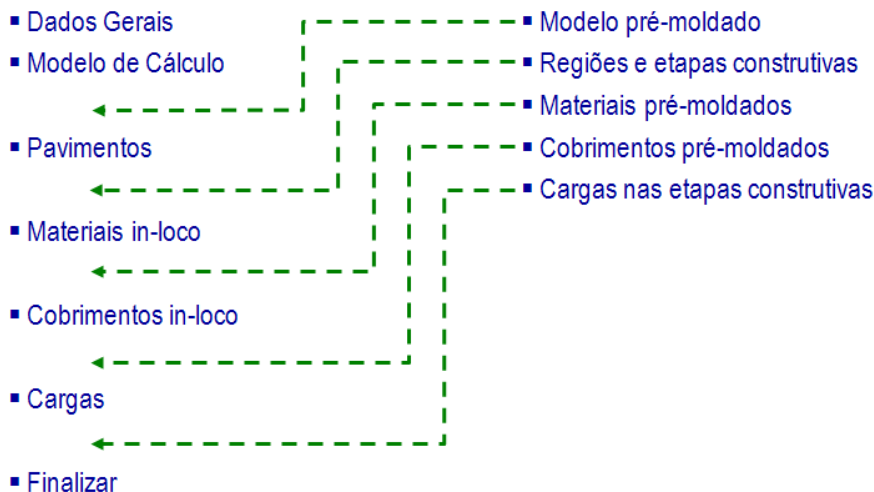 ▪ Dados Gerais
▪ Modelo de Cálculo
▪ Pavimentos
▪ Materiais in-loco
▪ Cobrimentos in-loco
▪ Cargas
▪ Finalizar
▪ Modelo pré-moldado
▪ Regiões e etapas construtivas
▪ Materiais pré-moldados
▪ Cobrimentos pré-moldados
▪ Cargas nas etapas construtivas